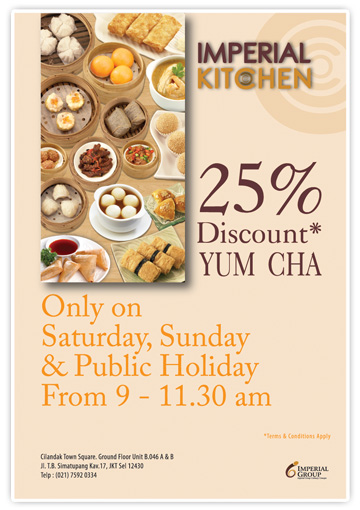 IMPERIAL
KITCHEN
25%
Discount*
YUM CHA
Only on
Saturday, Sunday
& Public Holiday
From 9 - 11.30 am
*Terms & Conditions Apply
Cilandak Town Square. Ground Floor Unit B.046 A & B
Jl. T.B. Simatupang Kav.17, JKT Sel 12430
Telp : (021) 7592 0334
IMPERIAL
GROUP